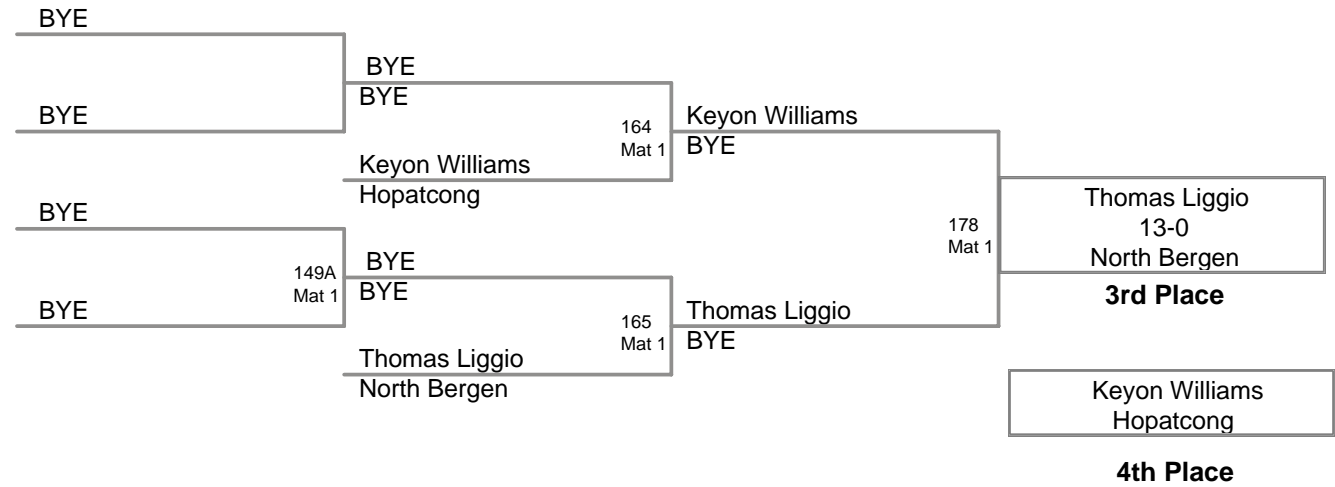 BYE
BYE
BYE
BYE
164
Mat 1
Keyon Williams
BYE
Keyon Williams
Hopatcong
BYE
178
Mat 1
Thomas Liggio
13-0
North Bergen
3rd Place
149A
Mat 1
BYE
BYE
BYE
165
Mat 1
Thomas Liggio
BYE
Thomas Liggio
North Bergen
Keyon Williams
Hopatcong
4th Place